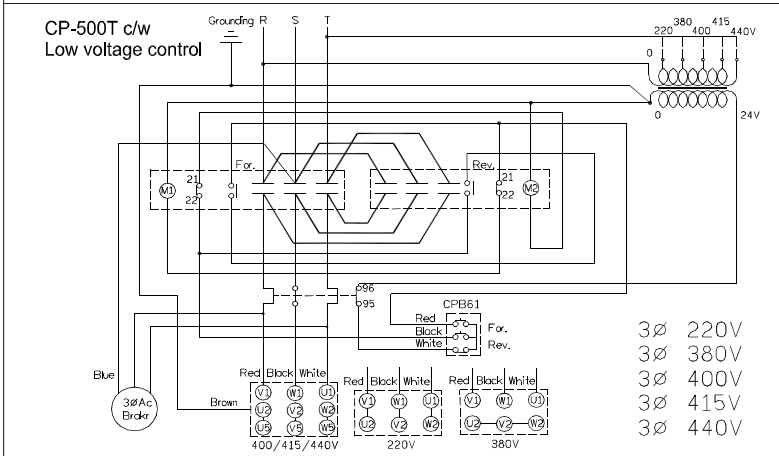 CP-500T c/w
Low voltage control
Grounding R S T
220 380 400 415 440V
0
0 24V
For. Rev.
M1 21 22
21 22 M2
96
95
CPB61
Red
Black
White
For.
Rev.
Blue
3ØAc
Brakr
Brown
Red Black White
V1 W1 U1
U2 V2 W2
U5 V5 W5
400/415/440V
Red Black White
V1 W1 U1
U2 V2 W2
220V
Red Black White
V1 W1 U1
U2 V2 W2
380V
3Ø 220V
3Ø 380V
3Ø 400V
3Ø 415V
3Ø 440V